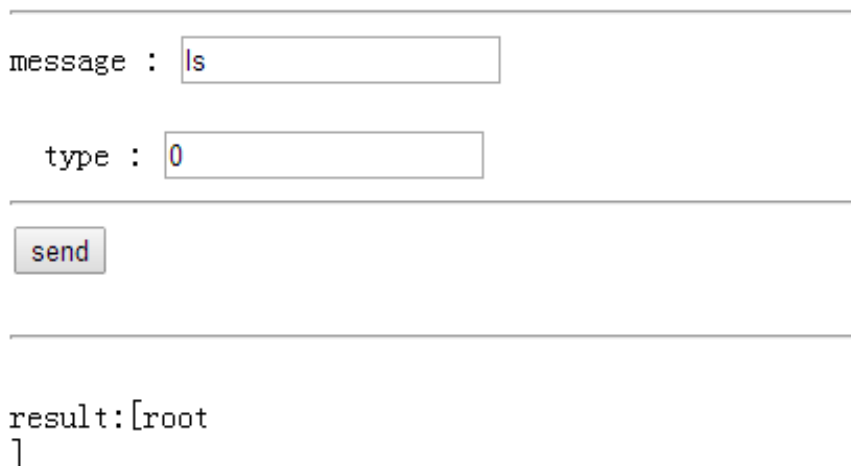 message : ls
type : 0
send
result:[root
]